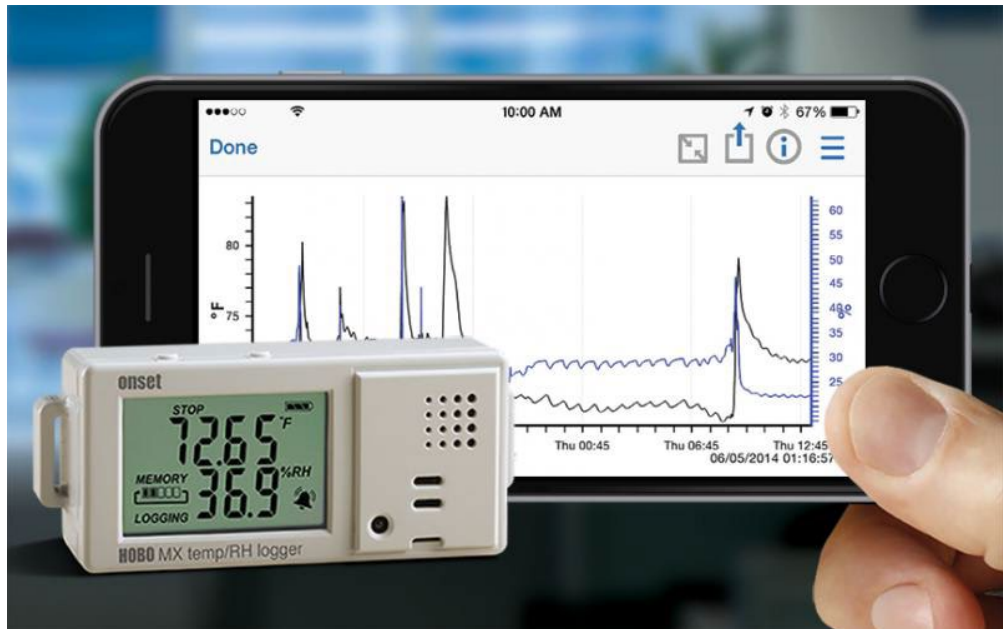 10:00 AM
67%
Done
60
55
80
50
45
°F
75
35
30
25
Thu 00:45
Thu 06:45
Thu 12:45
06/05/2014 01:16:57
onset
STOP
72.65 °F
MEMORY
36.9 %RH
LOGGING
HOBO MX temp/RH logger